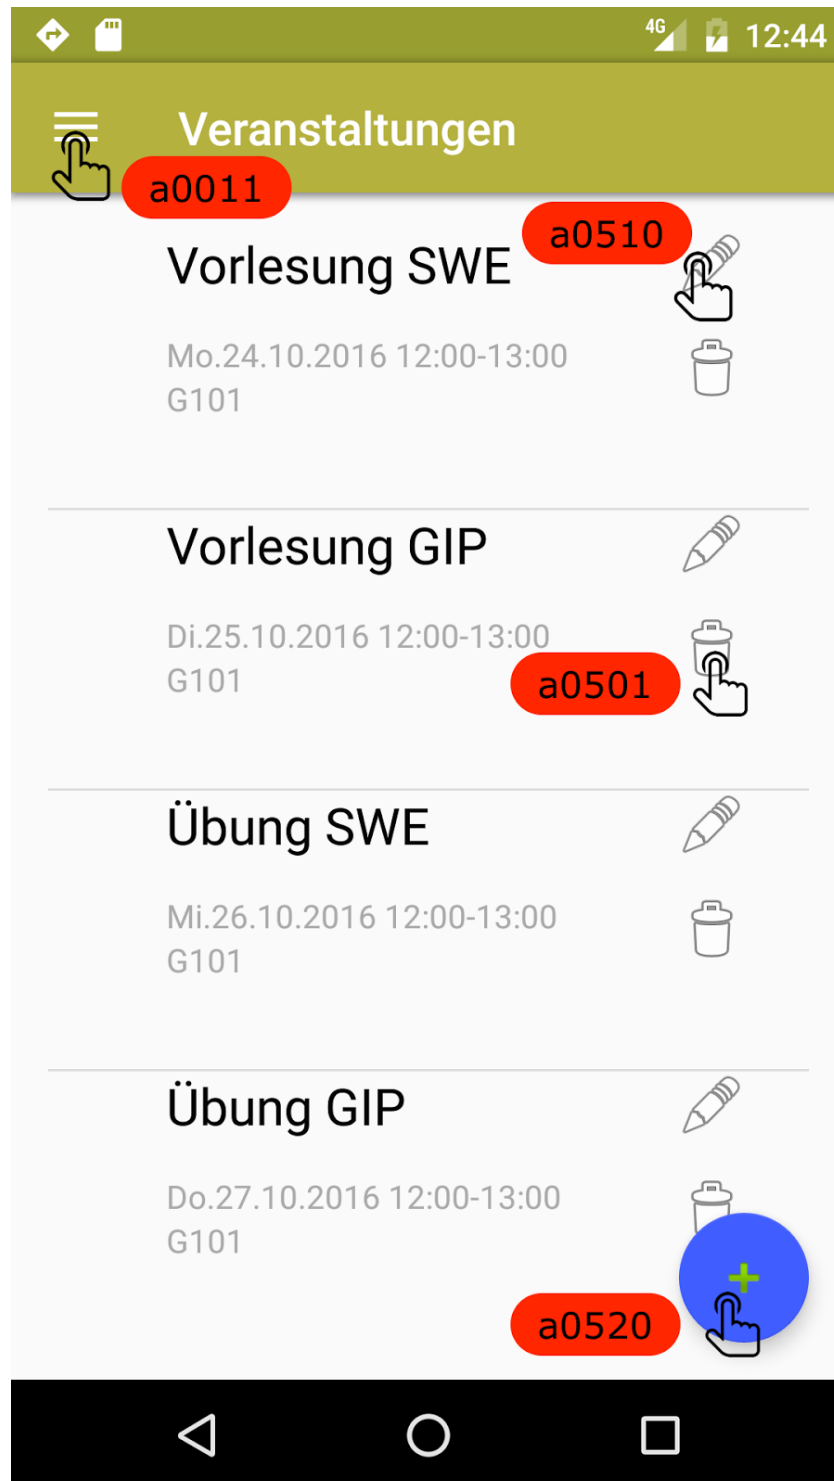 4G 12:44
Veranstaltungen
a0011
a0510
Vorlesung SWE
Mo.24.10.2016 12:00-13:00
G101
Vorlesung GIP
Di.25.10.2016 12:00-13:00
G101
a0501
Übung SWE
Mi.26.10.2016 12:00-13:00
G101
Übung GIP
Do.27.10.2016 12:00-13:00
G101
+
a0520